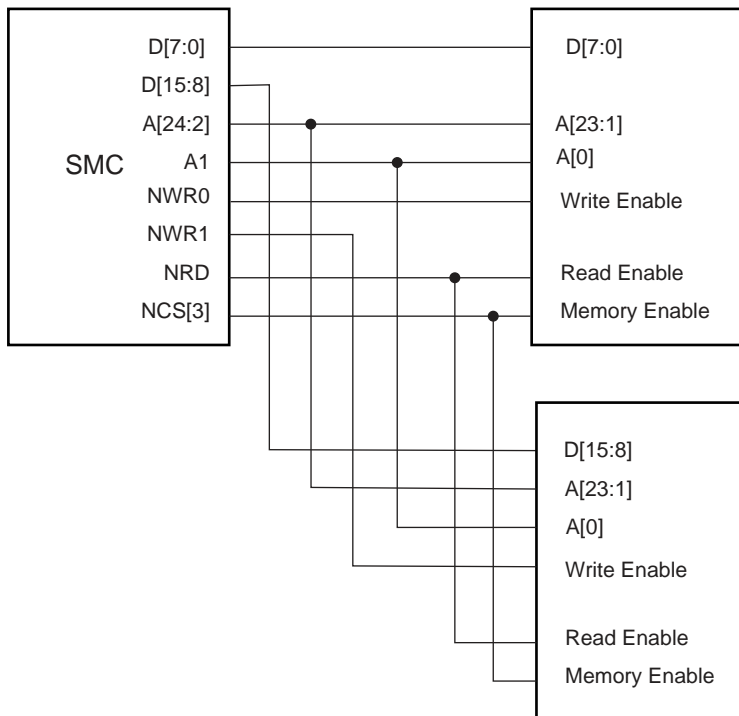 SMC
D[7:0]
D[15:8]
A[24:2]
A1
NWR0
NWR1
NRD
NCS[3]
D[7:0]
A[23:1]
A[0]
Write Enable
Read Enable
Memory Enable
D[15:8]
A[23:1]
A[0]
Write Enable
Read Enable
Memory Enable